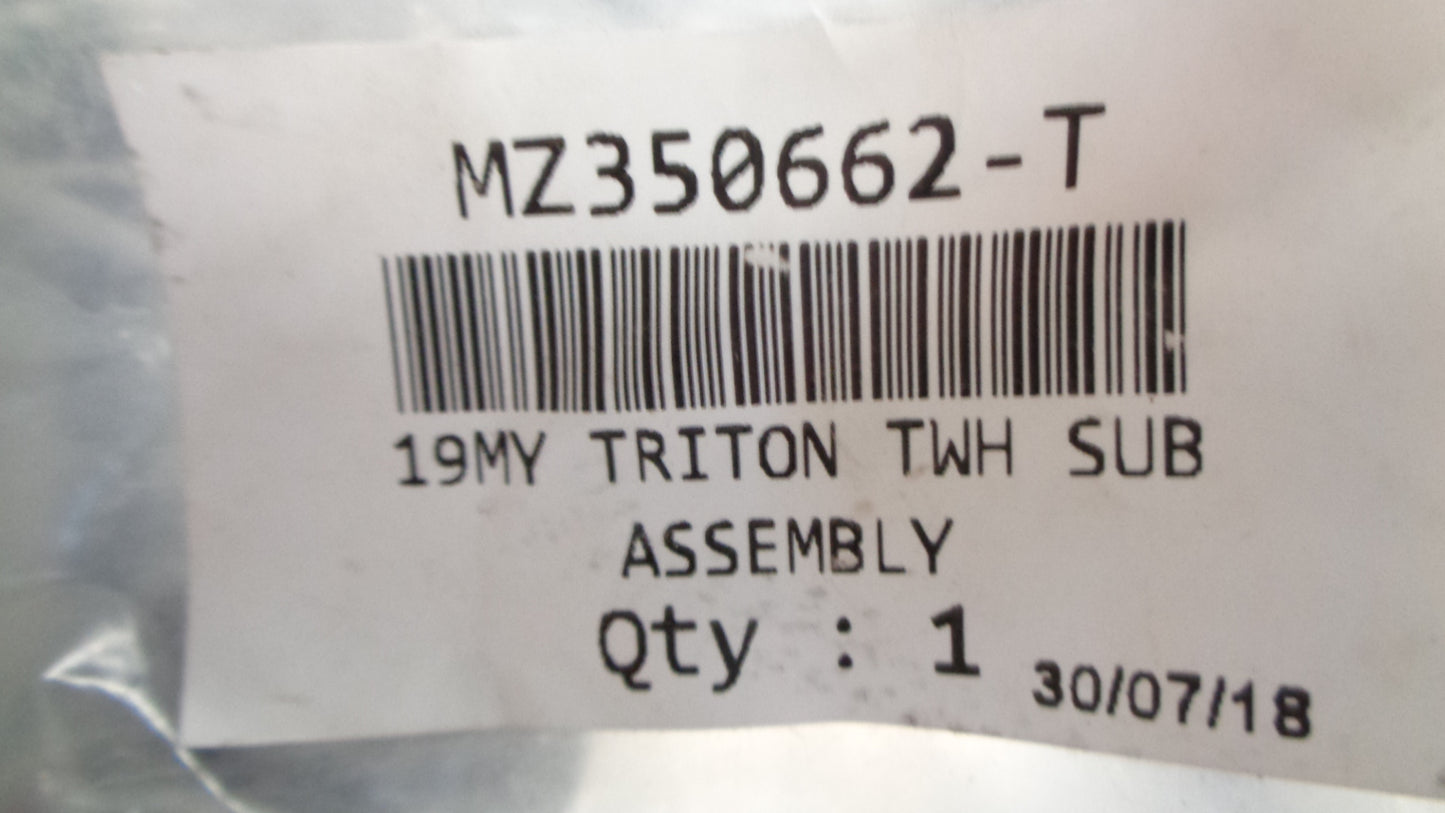 MZ350662-T
19MY TRITON TWH SUB
ASSEMBLY
Qty : 1
30/07/18